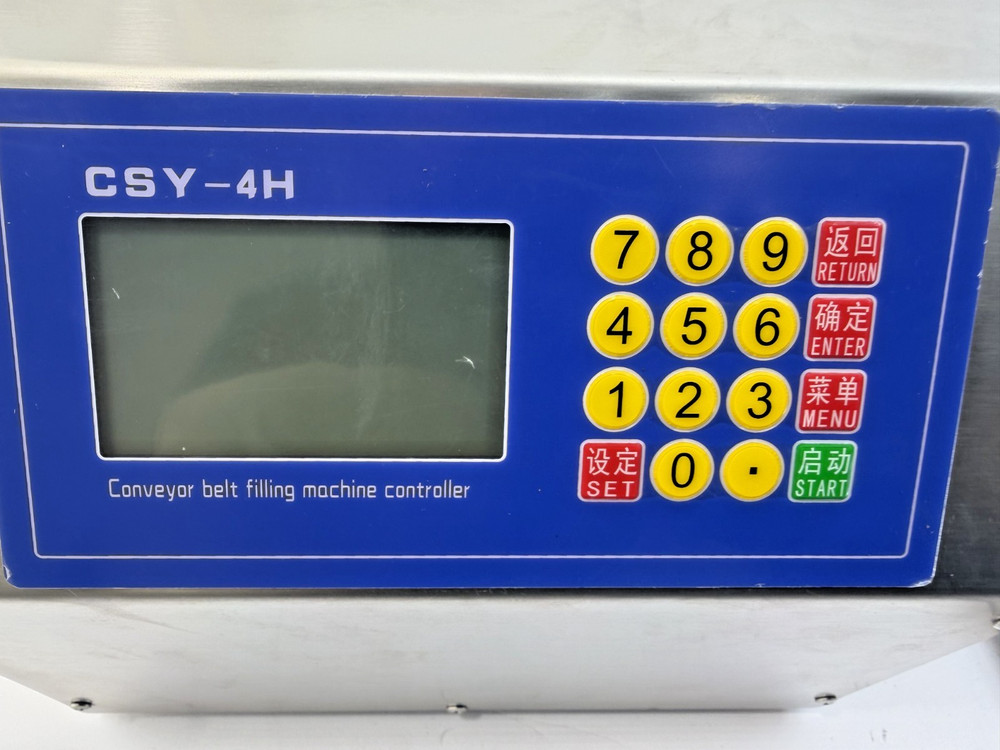 CSY-4H
7 8 9 返回
RETURN
4 5 6 确定
ENTER
1 2 3 菜单
MENU
设定 0 . 启动
SET START
Conveyor belt filling machine controller